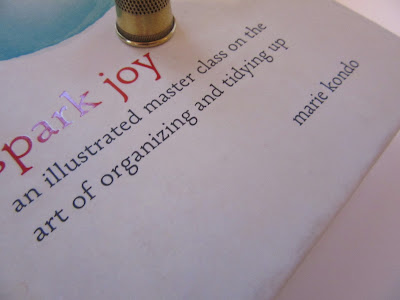 spark joy
an illustrated master class on the
art of organizing and tidying up
marie kondo